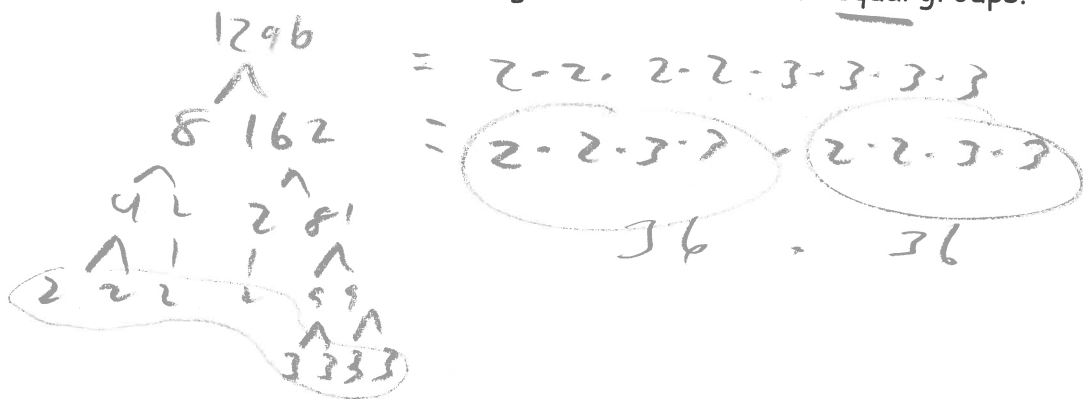 equal groups.
1296
= 2 · 2 · 2 · 2 · 3 · 3 · 3 · 3
8 162
= 2 · 2 · 3 · 3 · 2 · 2 · 3 · 3
4 2 2 81
36 · 36
2 2 2 2 9 9
3 3 3 3